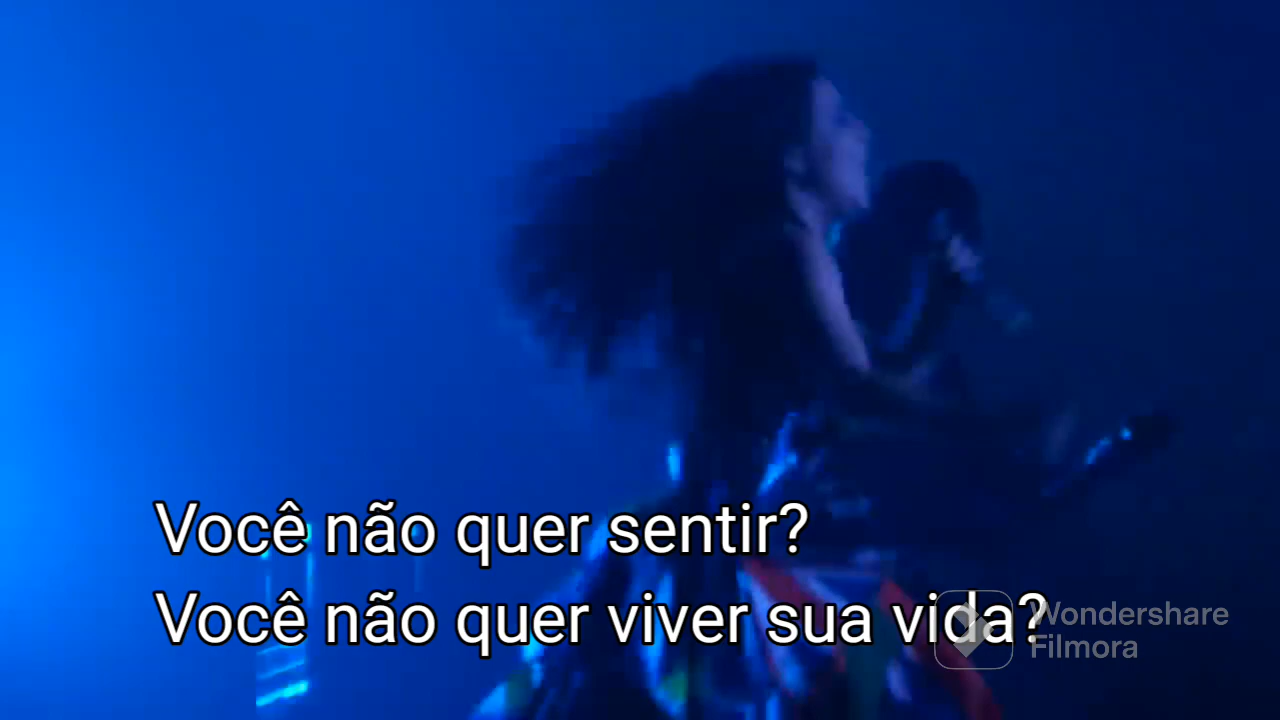 Você não quer sentir?
Você não quer viver sua vida?
Wondershare
Filmora